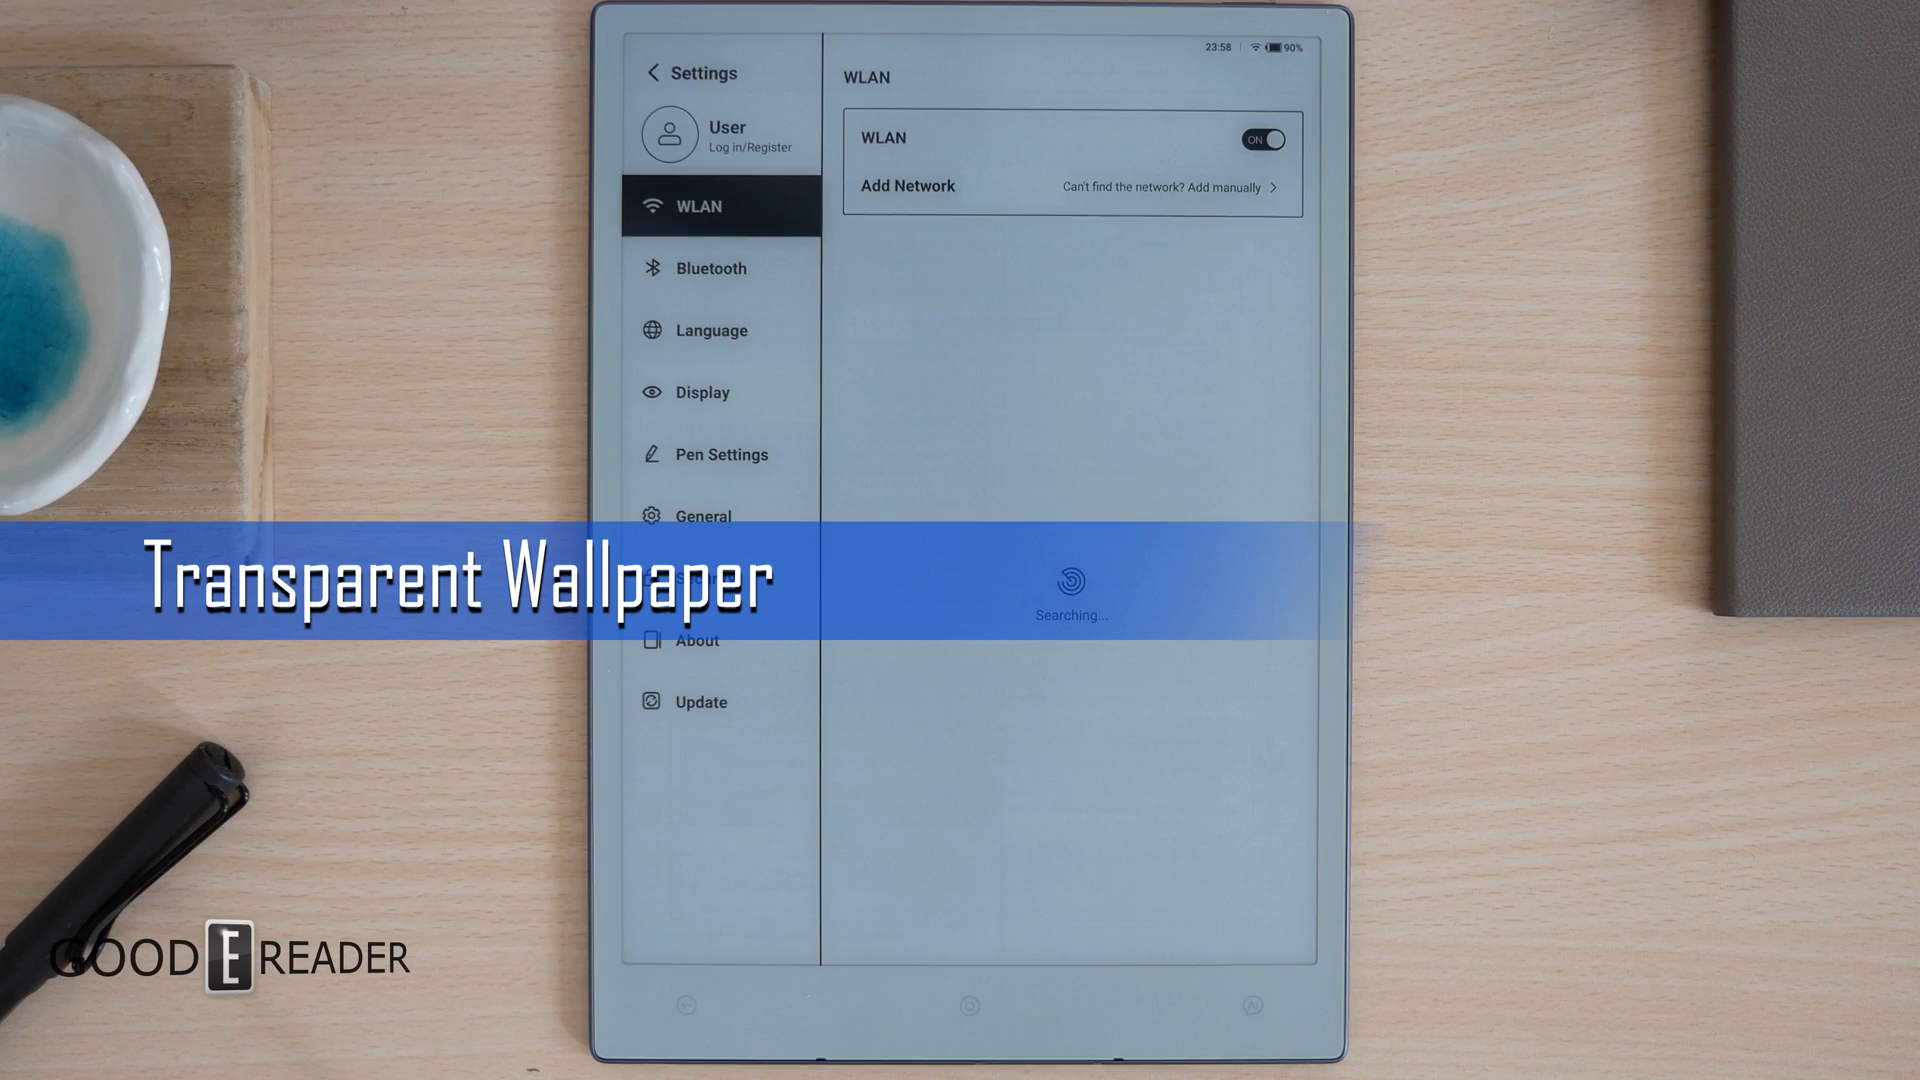 23:58
90%
Settings
WLAN
User
Log in/Register
WLAN
ON
WLAN
Add Network
Can't find the network? Add manually
Bluetooth
Language
Display
Pen Settings
General
Transparent Wallpaper
Searching...
About
Update
GOOD E READER
AI